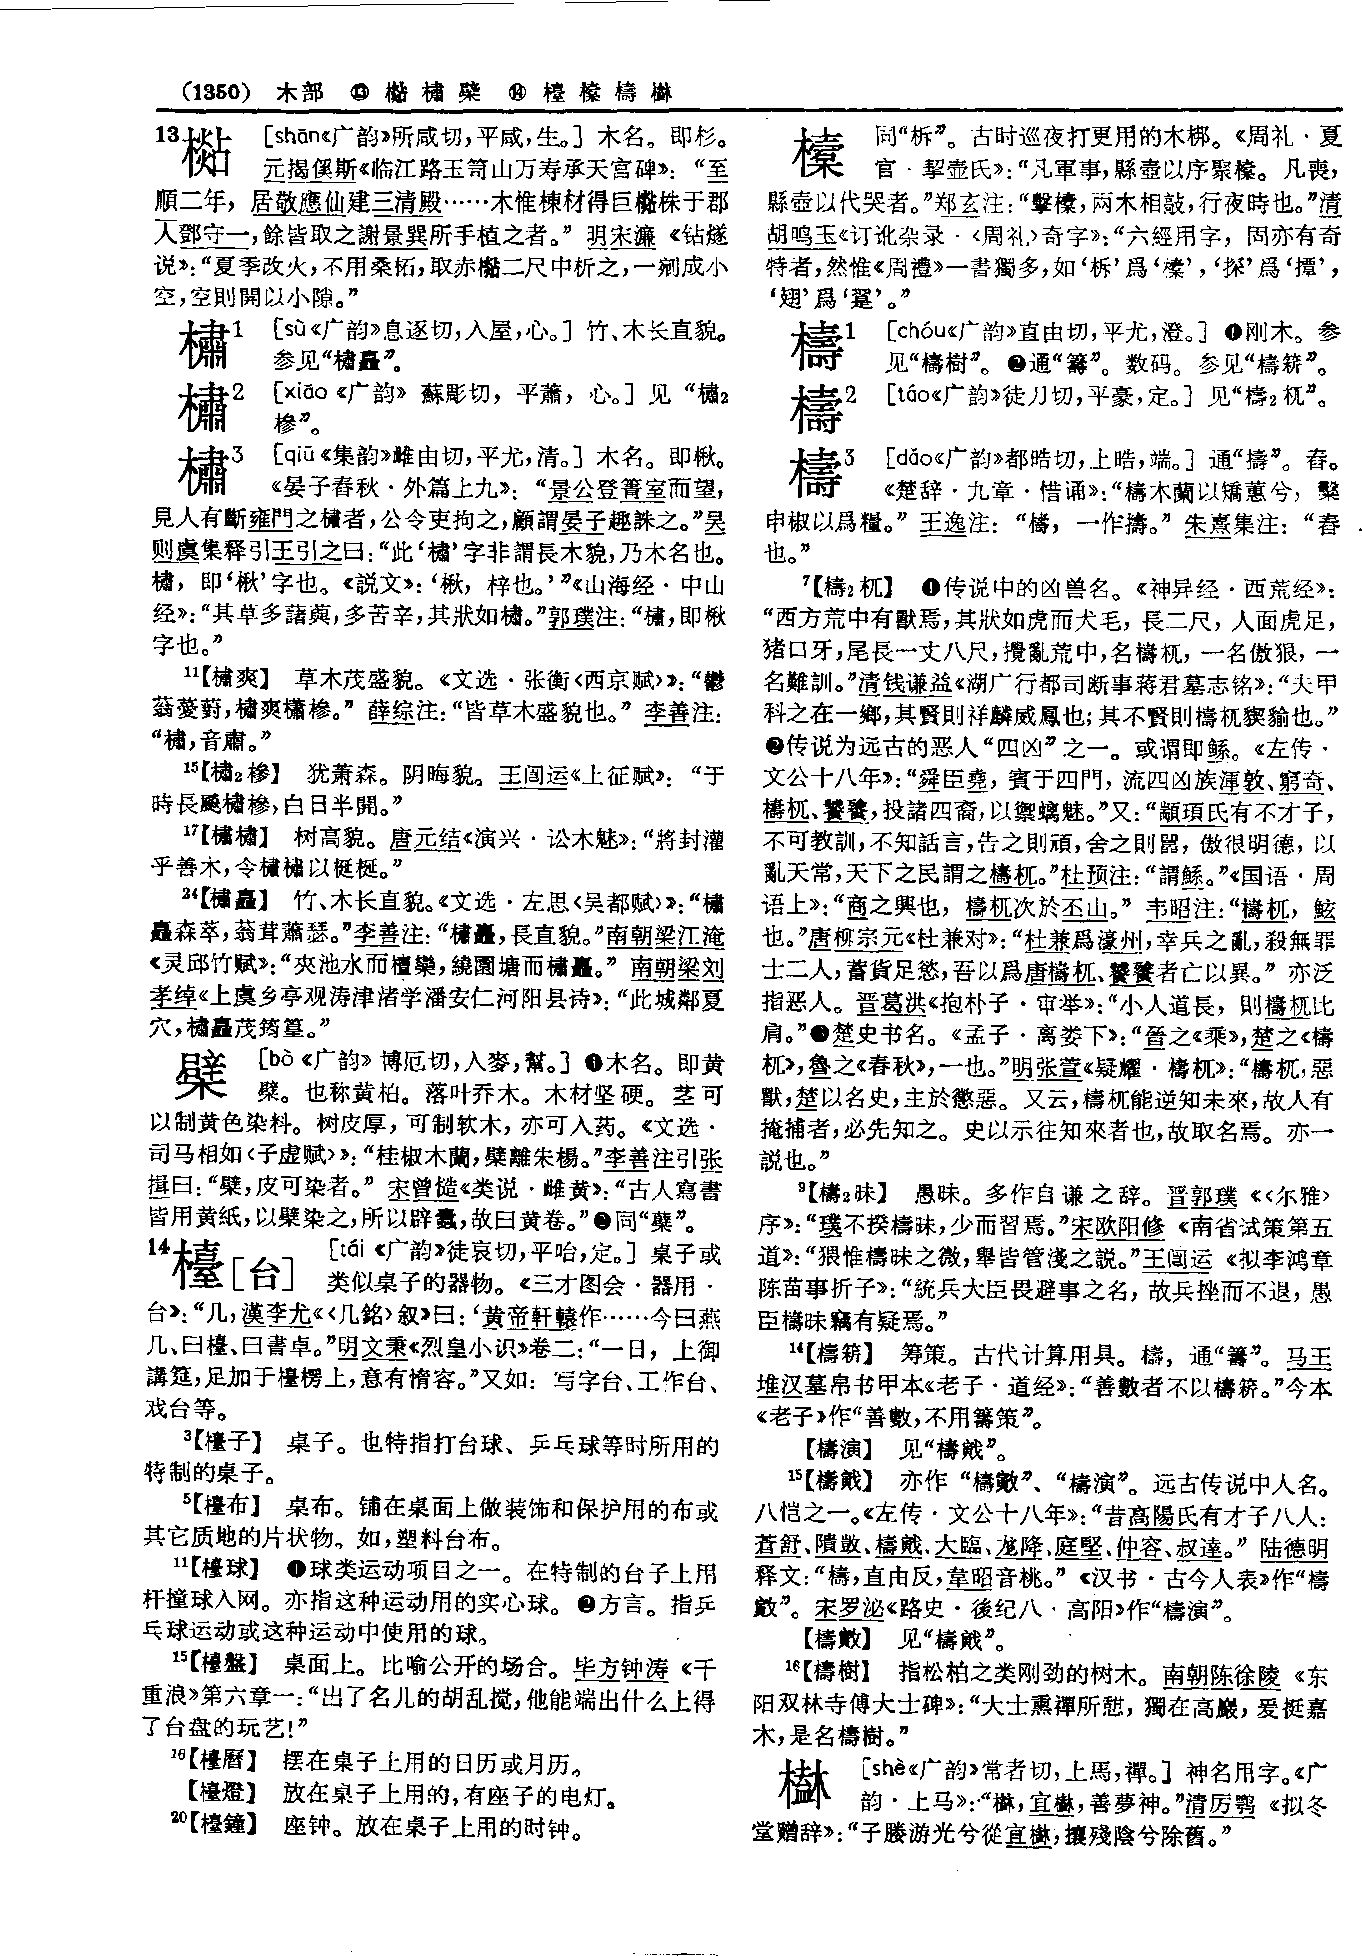 (1350) 木部 ⑬ 櫼 橚 檗 ⑭ 檯 榛 檮 𣝣
[shān《广韵》所咸切,平咸,生。] 木名。即杉。
元揭傒斯《临江路玉笥山万寿承天宫碑》:“至
順二年, 居敬應仙建三清殿……木惟棟材得巨
人鄧守一,餘皆取之謝景巽所手植之者。” 明宋濂《钻燧
说》:“夏季改火,不用桑柘,取赤 二尺中析之,一剜成小
空,空則開以小隙。”
橚1 [sù《广韵》息逐切,入屋,心。] 竹、木长直貌。
参见“橚矗”。
橚2 [xiāo《广韵》蘇彫切,平蕭,心。] 见“橚2
槮”。
橚3 [qiū《集韵》雌由切,平尤,清。] 木名。即楸。
《晏子春秋·外篇上九》: “景公登箐室而望,
見人有斷雍門之橚者,公令吏拘之,顧謂晏子趣誅之。”吴
则虞集释引王引之曰:“此‘橚’字非謂長木貌,乃木名也。
橚, 即‘楸’字也。《説文》:‘楸, 梓也。’”《山海经·中山
经》:“其草多藷藇,多苦辛,其狀如橚。”郭璞注:“橚,即楸
字也。”
11【橚爽】 草木茂盛貌。《文选·张衡〈西京赋〉》:“鬱
蓊薆薱,橚爽櫹槮。” 薛综注:“皆草木盛貌也。” 李善注:
“橚,音肅。”
15【橚2槮】 犹萧森。阴晦貌。王闿运《上征赋》: “于
時長飈橚槮,白日半開。”
17【橚橚】 树高貌。唐元结《演兴·讼木魅》:“將封灌
乎善木,令橚橚以梃梃。”
24【橚矗】 竹、木长直貌。《文选·左思〈吴都赋〉》:“橚
矗森萃,蓊茸蕭瑟。”李善注:“橚矗,長直貌。”南朝梁江淹
《灵邱竹赋》:“夾池水而檀欒,繞園塘而橚矗。” 南朝梁刘
孝绰《上虞乡亭观涛津渚学潘安仁河阳县诗》:“此城鄰夏
穴,橚矗茂筠篁。”
檗 [bò《广韵》博厄切,入麥,幫。] ❶木名。即黄
檗。也称黄柏。落叶乔木。木材坚硬。茎可
以制黄色染料。树皮厚,可制软木,亦可入药。《文选·
司马相如〈子虚赋〉》:“桂椒木蘭,檗離朱楊。”李善注引张
揖曰:“檗,皮可染者。” 宋曾慥《类说·雌黄》:“古人寫書
皆用黄紙,以檗染之,所以辟蠹,故曰黄卷。”❷同“蘗”。
14檯[台] [tái《广韵》徒哀切,平咍,定。] 桌子或
类似桌子的器物。《三才图会·器用·
台》:“几,漢李尤《〈几銘〉叙》曰:‘黄帝軒轅作……今曰燕
几、曰檯、曰書卓。”明文秉《烈皇小识》卷二:“一日,上御
講筵,足加于檯楞上,意有惰容。”又如: 写字台、工作台、
戏台等。
3【檯子】 桌子。也特指打台球、乒乓球等时所用的
特制的桌子。
5【檯布】 桌布。铺在桌面上做装饰和保护用的布或
其它质地的片状物。如,塑料台布。
11【檯球】 ❶球类运动项目之一。在特制的台子上用
杆撞球入网。亦指这种运动用的实心球。❷方言。指乒
乓球运动或这种运动中使用的球。
15【檯盤】 桌面上。比喻公开的场合。毕方钟涛《千
重浪》第六章一:“出了名儿的胡乱搅,他能端出什么上得
了台盘的玩艺!”
16【檯曆】 摆在桌子上用的日历或月历。
【檯燈】 放在桌子上用的,有座子的电灯。
20【檯鐘】 座钟。放在桌子上用的时钟。
同“柝”。古时巡夜打更用的木梆。《周礼·夏
官·挈壺氏》:“凡軍事,縣壺以序聚㯓。凡喪,
縣壺以代哭者。”郑玄注:“擊㯓,兩木相敲,行夜時也。”清
胡鸣玉《订讹杂录·〈周礼〉奇字》:“六經用字,固亦有奇
特者,然惟《周禮》一書獨多,如‘柝’爲‘㯓’,‘探’爲‘撢’,
‘翅’爲‘翨’。”
檮1 [chóu《广韵》直由切,平尤,澄。] ❶刚木。参
见“檮樹”。❷通“籌”。数码。参见“檮䇲”。
檮2 [táo《广韵》徒刀切,平豪,定。] 见“檮2杌”。
檮3 [dǎo《广韵》都晧切,上晧,端。] 通“擣”。舂。
《楚辞·九章·惜诵》:“檮木蘭以矯蕙兮,糳
申椒以爲糧。” 王逸注: “檮,一作擣。” 朱熹集注: “舂
也。”
7【檮2杌】 ❶传说中的凶兽名。《神异经·西荒经》:
“西方荒中有獸焉,其狀如虎而犬毛,長二尺,人面虎足,
猪口牙,尾長一丈八尺,攪亂荒中,名檮杌,一名傲狠,一
名難訓。”清钱谦益《湖广行都司断事蒋君墓志铭》:“夫甲
科之在一鄉,其賢則祥麟威鳳也;其不賢則檮杌猰貐也。”
❷传说为远古的恶人“四凶”之一。或谓即鲧。《左传·
文公十八年》:“舜臣堯,賓于四門,流四凶族渾敦、窮奇、
檮杌、饕餮,投諸四裔,以禦螭魅。”又:“顓頊氏有不才子,
不可教訓,不知話言,告之則頑,舍之則嚚,傲很明德,以
亂天常,天下之民謂之檮杌。”杜预注:“謂鯀。”《国语·周
语上》:“商之興也,檮杌次於丕山。” 韦昭注:“檮杌,鮌
也。”唐柳宗元《杜兼对》:“杜兼爲濠州,幸兵之亂,殺無罪
士二人,蓄貨足慾,吾以爲唐檮杌、饕餮者亡以異。” 亦泛
指恶人。晋葛洪《抱朴子·审举》:“小人道長,則檮杌比
肩。”❸楚史书名。《孟子·离娄下》:“晉之《乘》,楚之《檮
杌》,魯之《春秋》,一也。”明张萱《疑耀·檮杌》:“檮杌,惡
獸,楚以名史,主於懲惡。又云,檮杌能逆知未來,故人有
掩捕者,必先知之。史以示往知來者也,故取名焉。亦一
説也。”
9【檮2昧】 愚昧。多作自谦之辞。晋郭璞《〈尔雅〉
序》:“璞不揆檮昧,少而習焉。”宋欧阳修《南省试策第五
道》:“猥惟檮昧之微,舉皆管淺之説。”王闿运《拟李鸿章
陈苗事折子》:“統兵大臣畏避事之名,故兵挫而不退,愚
臣檮昧竊有疑焉。”
14【檮䇲】 筹策。古代计算用具。檮,通“籌”。马王
堆汉墓帛书甲本《老子·道经》:“善數者不以檮䇲。”今本
《老子》作“善數,不用籌策”。
【檮演】 见“檮戭”。
15【檮戭】 亦作“檮敳”、“檮演”。远古传说中人名。
八恺之一。《左传·文公十八年》:“昔高陽氏有才子八人:
蒼舒、隤敳、檮戭、大臨、尨降、庭堅、仲容、叔達。” 陆德明
释文:“檮,直由反,韋昭音桃。”《汉书·古今人表》作“檮
敳”。宋罗泌《路史·後纪八·高阳》作“檮演”。
【檮敳】 见“檮戭”。
16【檮樹】 指松柏之类刚劲的树木。南朝陈徐陵《东
阳双林寺傅大士碑》:“大士熏禪所憩,獨在高巖,爰挺嘉
木,是名檮樹。”
[shè《广韵》常者切,上馬,禪。] 神名用字。《广
韵·上马》:“ ,宜 ,善夢神。”清厉鹗《拟冬
堂赠辞》:“子媵游光兮從宜 ,攘殘陰兮除舊。”